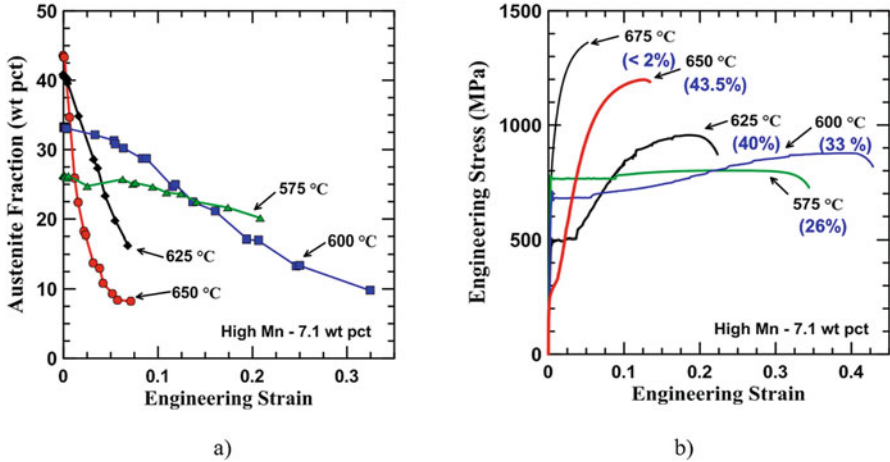 50
40
30
20
10
0
0 0.1 0.2 0.3
Austenite Fraction (wt pct)
Engineering Strain
575 °C
600 °C
625 °C
650 °C
High Mn - 7.1 wt pct
a)
1500
1000
500
0
0 0.1 0.2 0.3 0.4
Engineering Stress (MPa)
Engineering Strain
675 °C
(< 2%)
650 °C
(43.5%)
625 °C
(40%)
600 °C
(33 %)
575 °C
(26%)
High Mn - 7.1 wt pct
b)